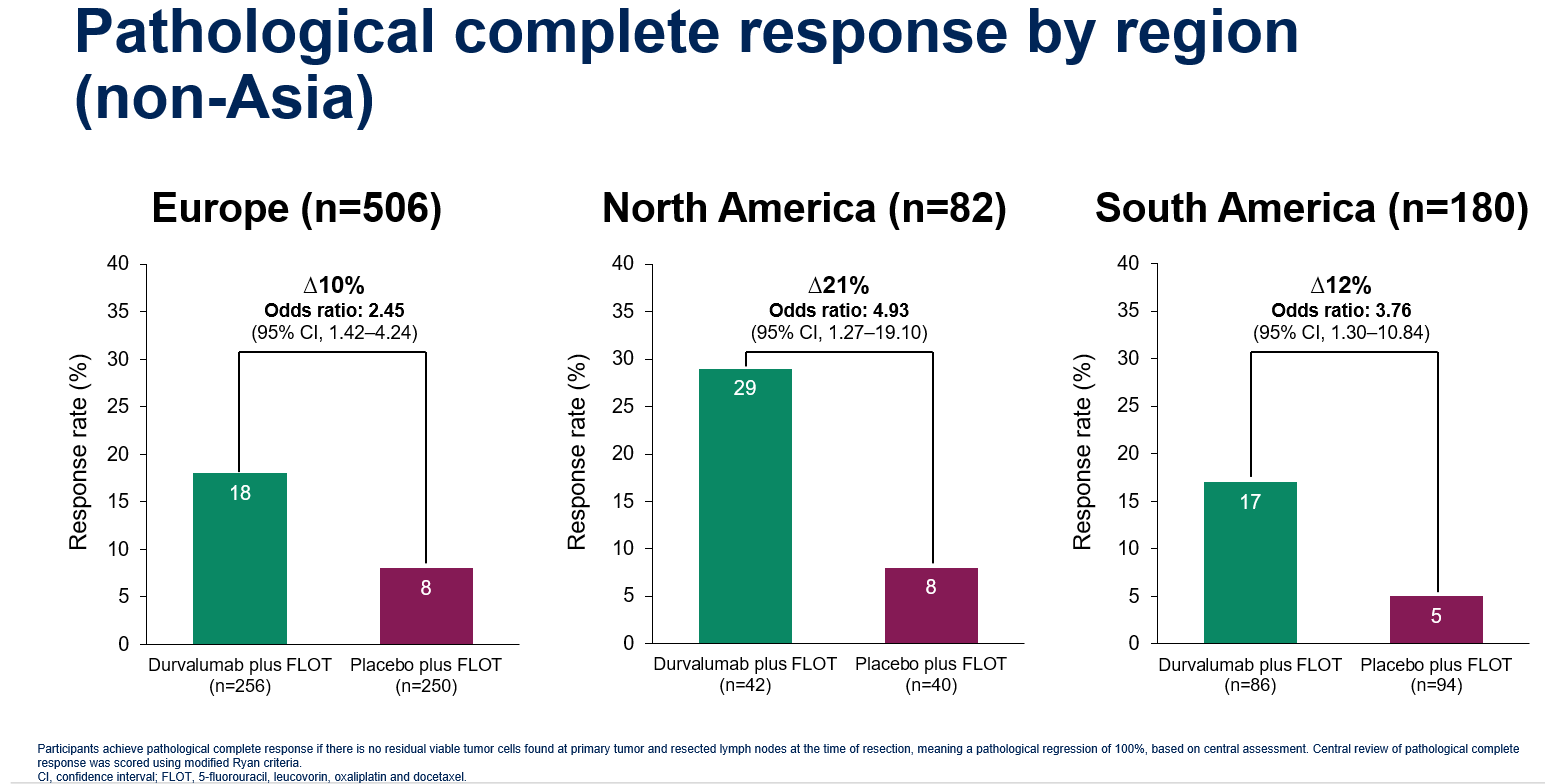 Pathological complete response by region
(non-Asia)
Europe (n=506)
40
35
30
25
20
15
10
5
0
Response rate (%)
∆10%
Odds ratio: 2.45
(95% CI, 1.42–4.24)
18
8
Durvalumab plus FLOT
(n=256)
Placebo plus FLOT
(n=250)
North America (n=82)
40
35
30
25
20
15
10
5
0
Response rate (%)
∆21%
Odds ratio: 4.93
(95% CI, 1.27–19.10)
29
8
Durvalumab plus FLOT
(n=42)
Placebo plus FLOT
(n=40)
South America (n=180)
40
35
30
25
20
15
10
5
0
Response rate (%)
∆12%
Odds ratio: 3.76
(95% CI, 1.30–10.84)
17
5
Durvalumab plus FLOT
(n=86)
Placebo plus FLOT
(n=94)
Participants achieve pathological complete response if there is no residual viable tumor cells found at primary tumor and resected lymph nodes at the time of resection, meaning a pathological regression of 100%, based on central assessment. Central review of pathological complete
response was scored using modified Ryan criteria.
CI, confidence interval; FLOT, 5-fluorouracil, leucovorin, oxaliplatin and docetaxel.